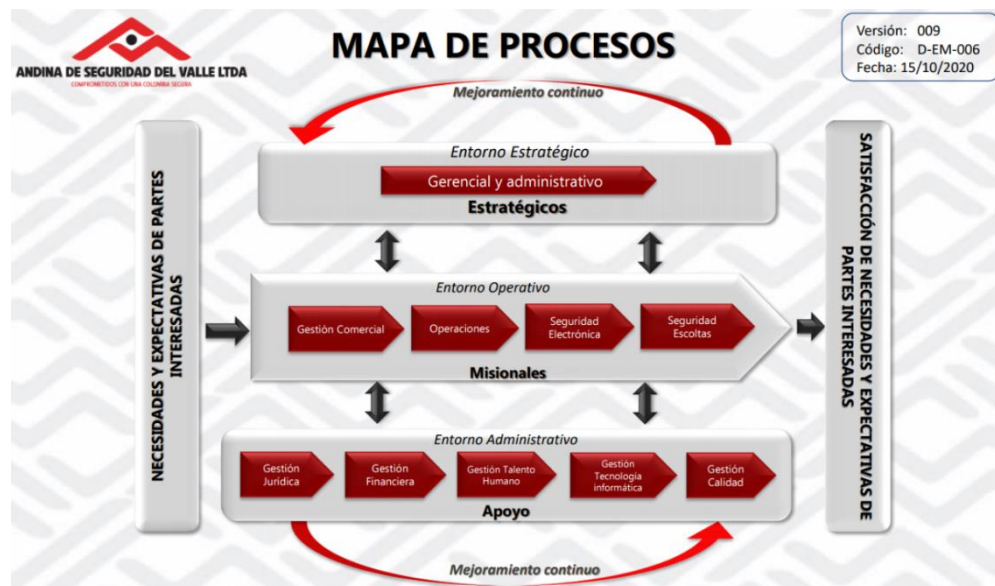 ANDINA DE SEGURIDAD DEL VALLE LTDA
COMPROMETIDOS CON UNA COLOMBIA SEGURA
MAPA DE PROCESOS
Versión: 009
Código: D-EM-006
Fecha: 15/10/2020
Mejoramiento continuo
NECESIDADES Y EXPECTATIVAS DE PARTES
INTERESADAS
Entorno Estratégico
Gerencial y administrativo
Estratégicos
Entorno Operativo
Gestión Comercial
Operaciones
Seguridad
Electrónica
Seguridad
Escoltas
Misionales
Entorno Administrativo
Gestión
Jurídica
Gestión
Financiera
Gestión Talento
Humano
Gestión
Tecnología
informática
Gestión
Calidad
Apoyo
Mejoramiento continuo
SATISFACCIÓN DE NECESIDADES Y EXPECTATIVAS DE
PARTES INTERESADAS